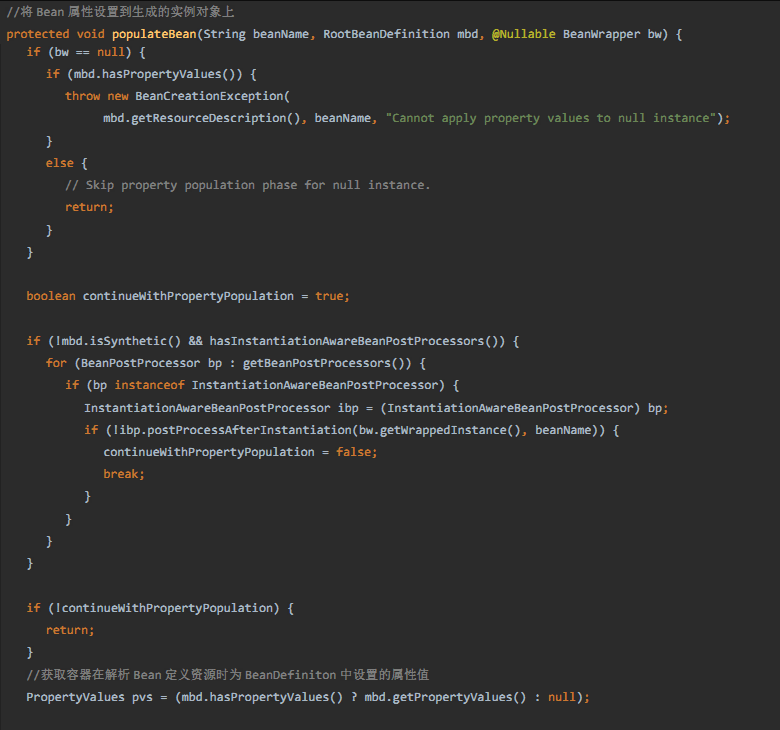 //将 Bean 属性设置到生成的实例对象上
protected void populateBean(String beanName, RootBeanDefinition mbd, @Nullable BeanWrapper bw) {
if (bw == null) {
if (mbd.hasPropertyValues()) {
throw new BeanCreationException(
mbd.getResourceDescription(), beanName, "Cannot apply property values to null instance");
}
else {
// Skip property population phase for null instance.
return;
}
}
boolean continueWithPropertyPopulation = true;
if (!mbd.isSynthetic() && hasInstantiationAwareBeanPostProcessors()) {
for (BeanPostProcessor bp : getBeanPostProcessors()) {
if (bp instanceof InstantiationAwareBeanPostProcessor) {
InstantiationAwareBeanPostProcessor ibp = (InstantiationAwareBeanPostProcessor) bp;
if (!ibp.postProcessAfterInstantiation(bw.getWrappedInstance(), beanName)) {
continueWithPropertyPopulation = false;
break;
}
}
}
}
if (!continueWithPropertyPopulation) {
return;
}
//获取容器在解析 Bean 定义资源时为 BeanDefiniton 中设置的属性值
PropertyValues pvs = (mbd.hasPropertyValues() ? mbd.getPropertyValues() : null);